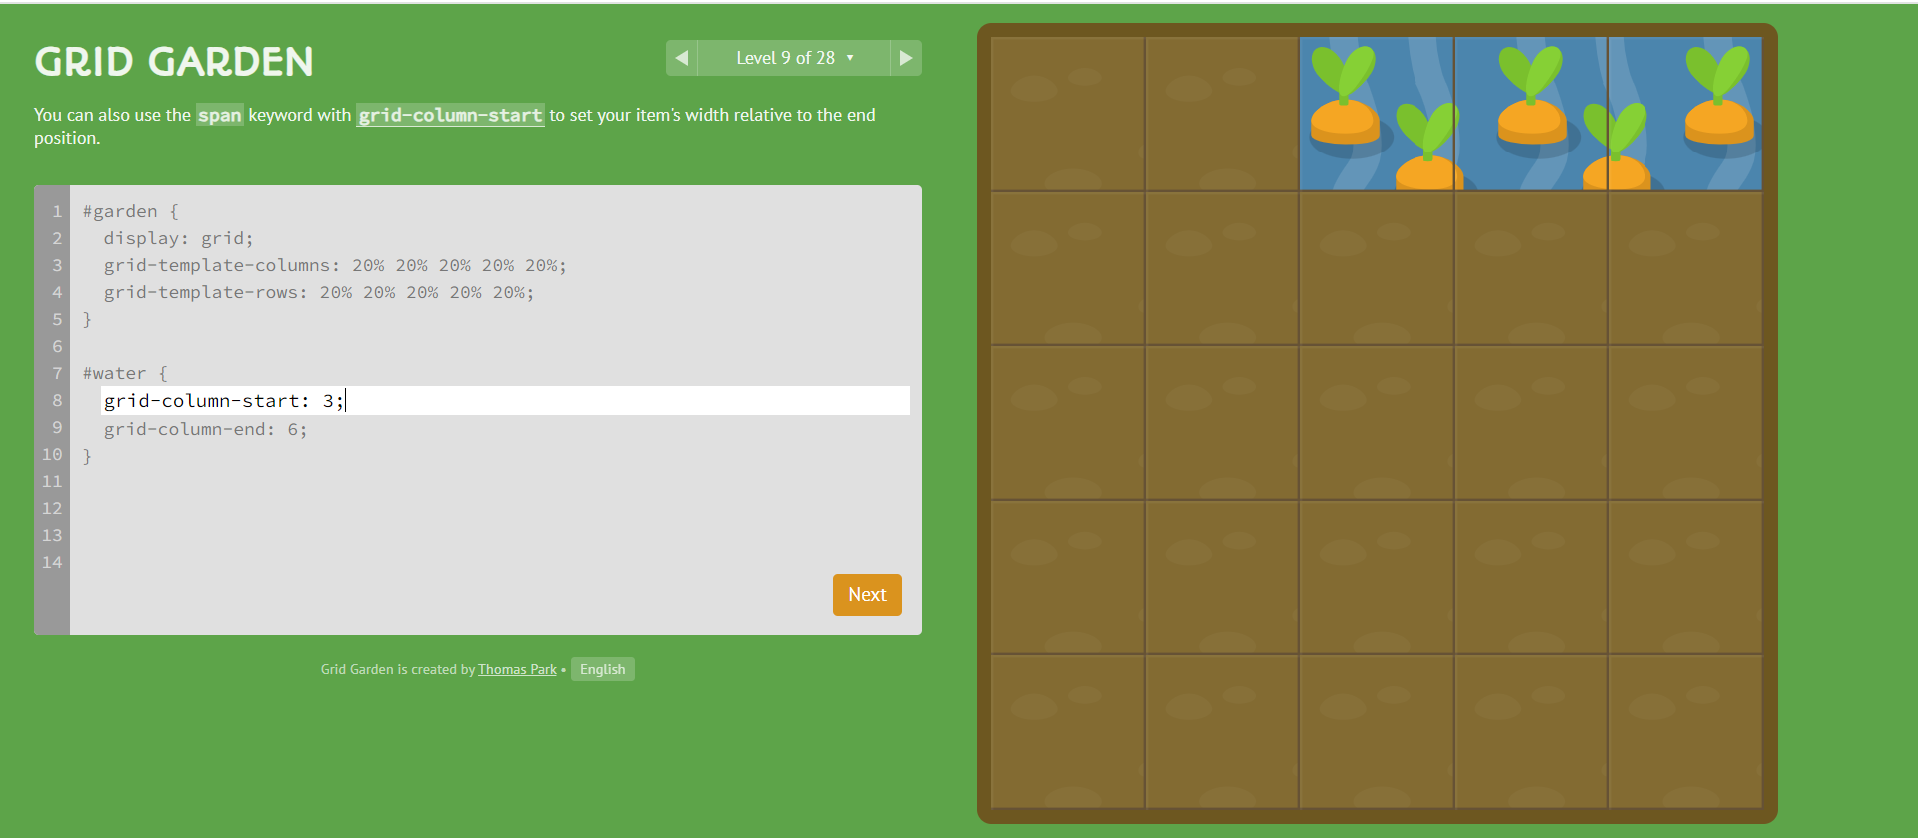 GRID GARDEN
◀ Level 9 of 28 ▼ ▶
You can also use the span keyword with grid-column-start to set your item's width relative to the end
position.
1 #garden {
2 display: grid;
3 grid-template-columns: 20% 20% 20% 20% 20%;
4 grid-template-rows: 20% 20% 20% 20% 20%;
5 }
6
7 #water {
8 grid-column-start: 3;
9 grid-column-end: 6;
10 }
11
12
13
14
Next
Grid Garden is created by Thomas Park • English